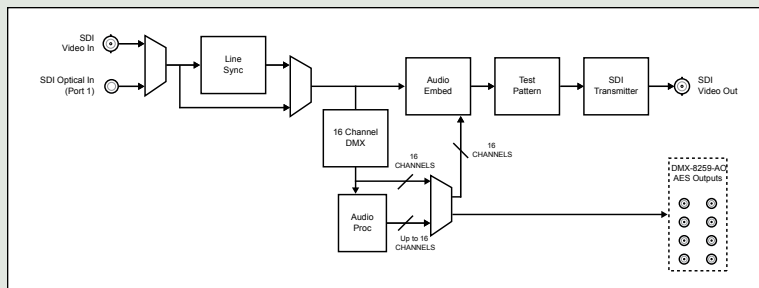 SDI
Video In
SDI Optical In
(Port 1)
Line
Sync
Audio
Embed
Test
Pattern
SDI
Transmitter
SDI
Video Out
16 Channel
DMX
16
CHANNELS
16
CHANNELS
Audio
Proc
Up to 16
CHANNELS
DMX-8259-AO
AES Outputs